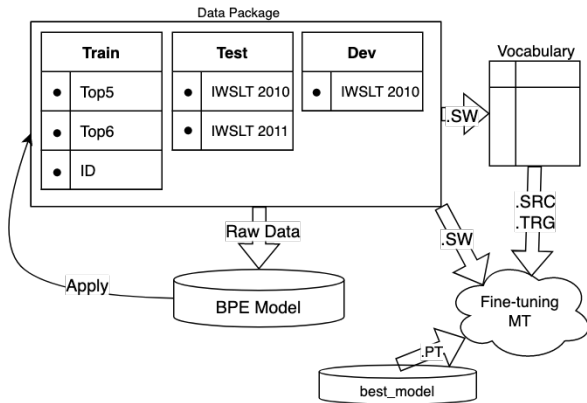 Data Package
Train
Top5
Top6
ID
Test
IWSLT 2010
IWSLT 2011
Dev
IWSLT 2010
Vocabulary
.SW
.SRC
.TRG
Raw Data
.SW
Apply
BPE Model
Fine-tuning
MT
.PT
best_model